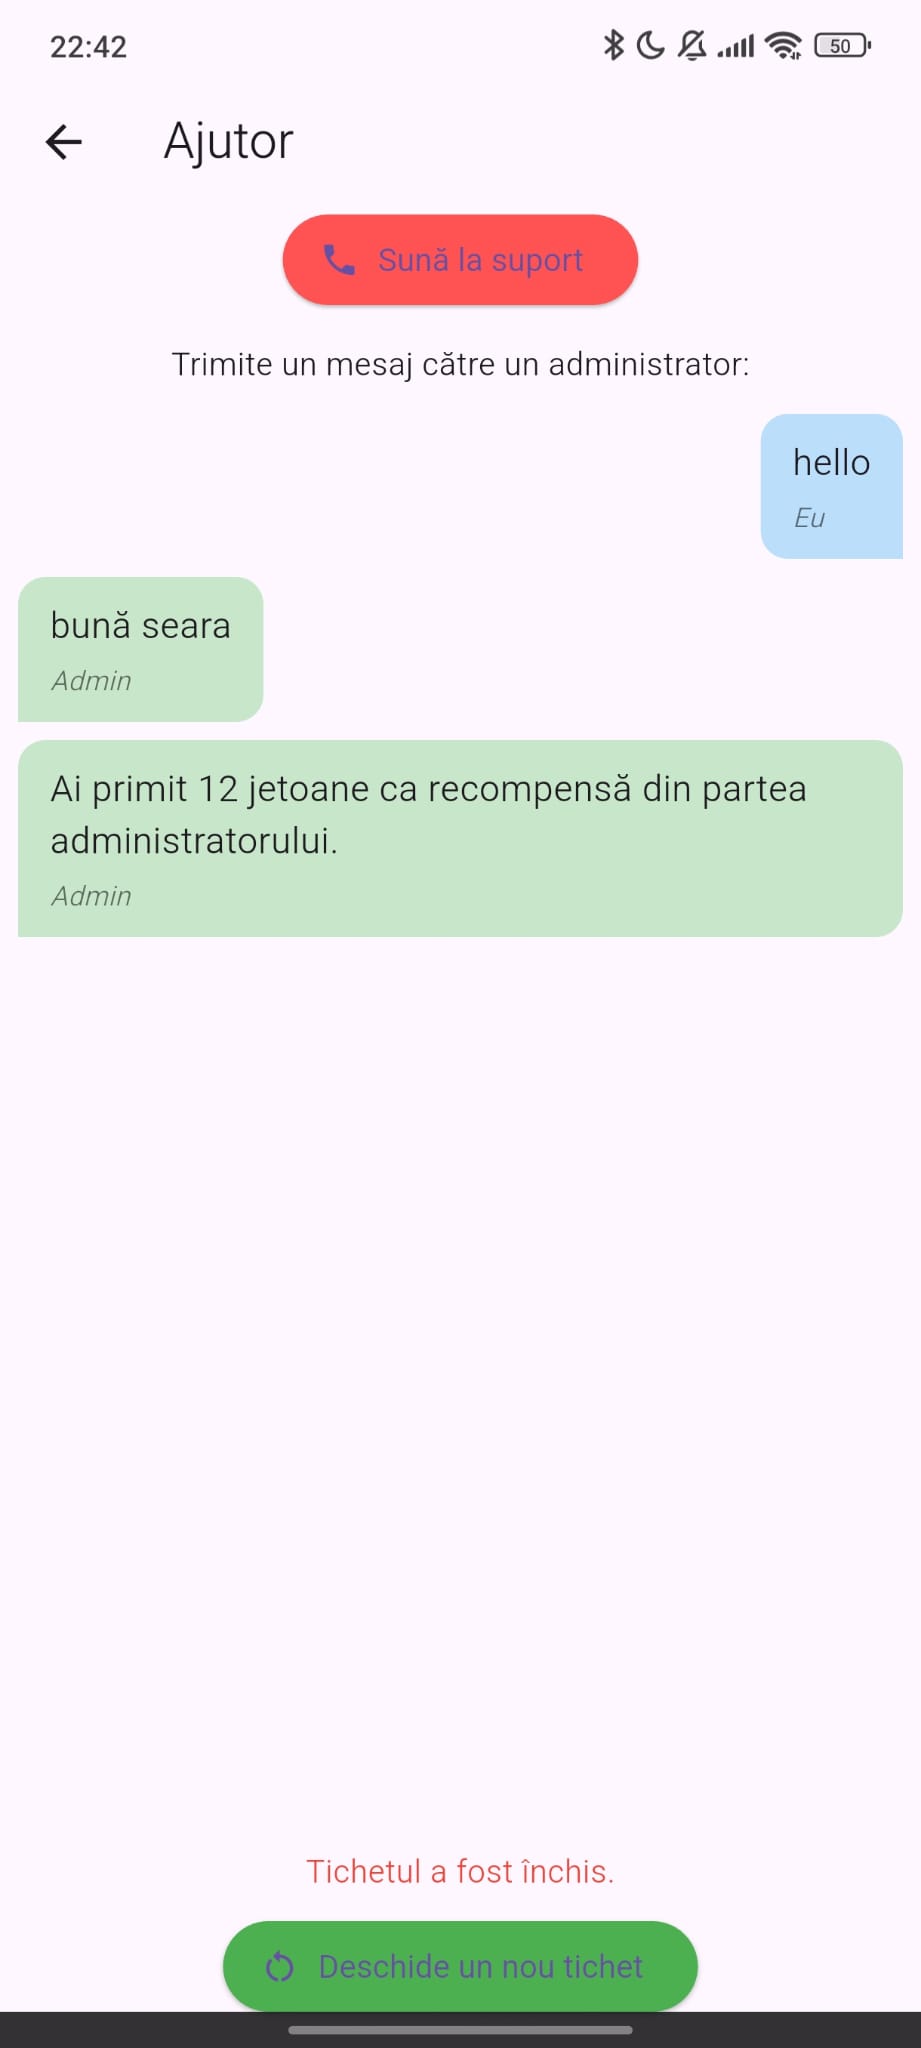 22:42
50
Ajutor
Sună la suport
Trimite un mesaj către un administrator:
hello
Eu
bună seara
Admin
Ai primit 12 jetoane ca recompensă din partea
administratorului.
Admin
Tichetul a fost închis.
Deschide un nou tichet